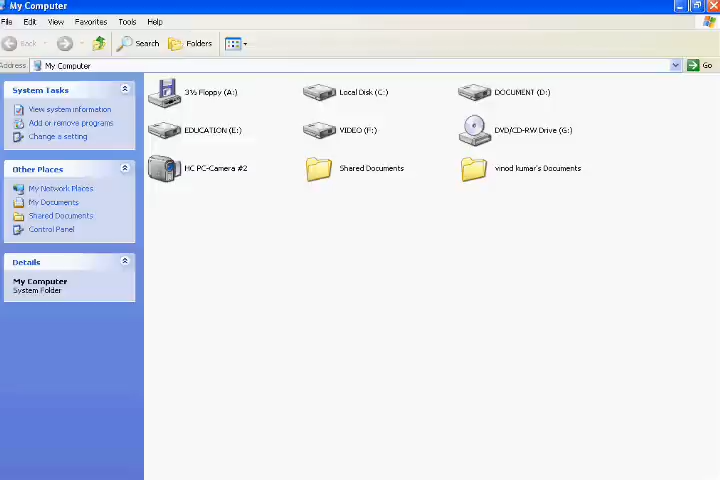 My Computer
File Edit View Favorites Tools Help
Back Search Folders
Address My Computer Go
System Tasks
View system information
Add or remove programs
Change a setting
Other Places
My Network Places
My Documents
Shared Documents
Control Panel
Details
My Computer
System Folder
3½ Floppy (A:) Local Disk (C:) DOCUMENT (D:)
EDUCATION (E:) VIDEO (F:) DVD/CD-RW Drive (G:)
HC PC-Camera #2 Shared Documents vinod kumar's Documents